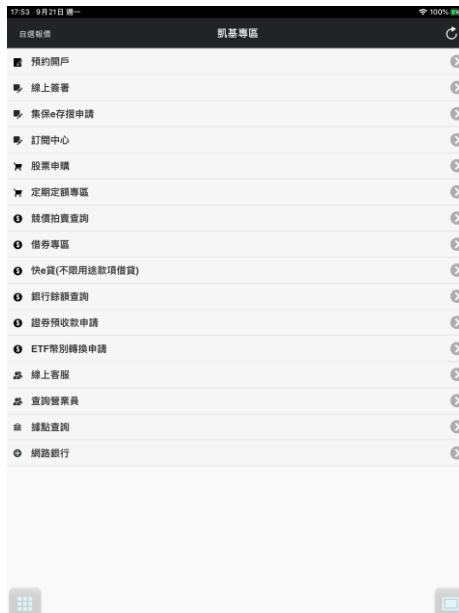 17:53 9月21日 週一 100%
自選報價 凱基專區
預約開戶
線上簽署
集保e存摺申請
訂閱中心
股票申購
定期定額專區
競價拍賣查詢
借券專區
快e貸(不限用途款項借貸)
銀行餘額查詢
證券預收款申請
ETF幣別轉換申請
線上客服
查詢營業員
據點查詢
網路銀行